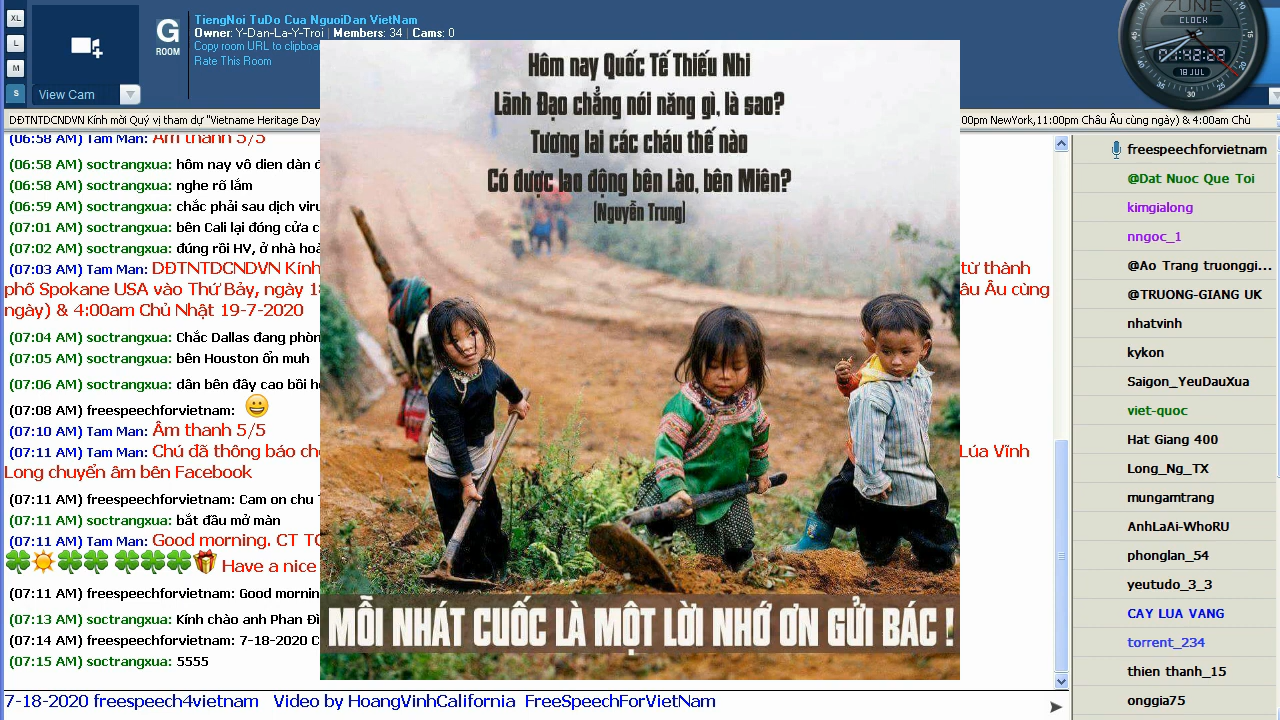 XL
L
M
S
View Cam
G
ROOM
TiengNoi TuDo Cua NguoiDan VietNam
Owner: Y-Dan-La-Y-Troi | Members: 34 | Cams: 0
Copy room URL to clipboar
Rate This Room
ZUNE
CLOCK
18 JUL
DĐTNTDCNDVN Kính mời Quý vị tham dự "Vietname Heritage Day
00pm NewYork,11:00pm Châu Âu cùng ngày) & 4:00am Chủ
Hôm nay Quốc Tế Thiếu Nhi
Lãnh Đạo chẳng nói năng gì, là sao?
Tương lai các cháu thế nào
Có được lao động bên Lào, bên Miên?
(Nguyễn Trung)
MỖI NHÁT CUỐC LÀ MỘT LỜI NHỚ ƠN GỬI BÁC !
(06:58 AM) Tam Man: Âm thanh 5/5
(06:58 AM) soctrangxua: hôm nay vô dien dàn
(06:58 AM) soctrangxua: nghe rõ lắm
(06:59 AM) soctrangxua: chắc phải sau dịch viru
(07:01 AM) soctrangxua: bên Cali lại đóng cửa c
(07:02 AM) soctrangxua: đúng rồi HV, ở nhà hoà
(07:03 AM) Tam Man: DĐTNTDCNDVN Kính từ thành
phố Spokane USA vào Thứ Bảy, ngày 18 âu Âu cùng
ngày) & 4:00am Chủ Nhật 19-7-2020
(07:04 AM) soctrangxua: Chắc Dallas đang phòn
(07:05 AM) soctrangxua: bên Houston ổn muh
(07:06 AM) soctrangxua: dân bên đây cao bồi h
(07:08 AM) freespeechforvietnam:
(07:10 AM) Tam Man: Âm thanh 5/5
(07:11 AM) Tam Man: Chú đã thông báo ch Lúa Vĩnh
Long chuyển âm bên Facebook
(07:11 AM) freespeechforvietnam: Cam on chu
(07:11 AM) soctrangxua: bắt đầu mở màn
(07:11 AM) Tam Man: Good morning. CT TC
Have a nice
(07:11 AM) freespeechforvietnam: Good mornin
(07:13 AM) soctrangxua: Kính chào anh Phan Đì
(07:14 AM) freespeechforvietnam: 7-18-2020 C
(07:15 AM) soctrangxua: 5555
7-18-2020 freespeech4vietnam Video by HoangVinhCalifornia FreeSpeechForVietNam
freespeechforvietnam
@Dat Nuoc Que Toi
kimgialong
nngoc_1
@Ao Trang truonggi...
@TRUONG-GIANG UK
nhatvinh
kykon
Saigon_YeuDauXua
viet-quoc
Hat Giang 400
Long_Ng_TX
mungamtrang
AnhLaAi-WhoRU
phonglan_54
yeutudo_3_3
CAY LUA VANG
torrent_234
thien thanh_15
onggia75